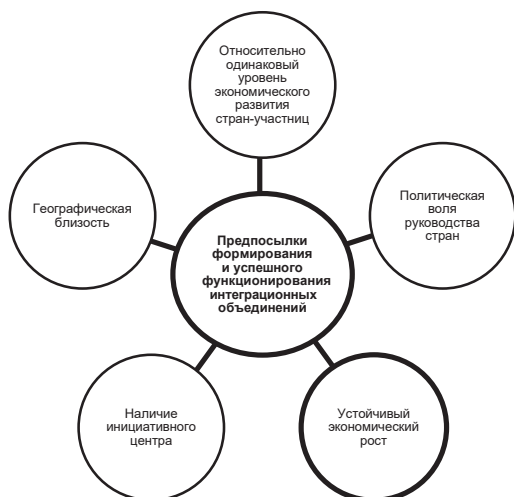 Относительно
одинаковый
уровень
экономического
развития
стран-участниц
Географическая
близость
Политическая
воля
руководства
стран
Предпосылки
формирования
и успешного
функционирования
интеграционных
объединений
Наличие
инициативного
центра
Устойчивый
экономический
рост